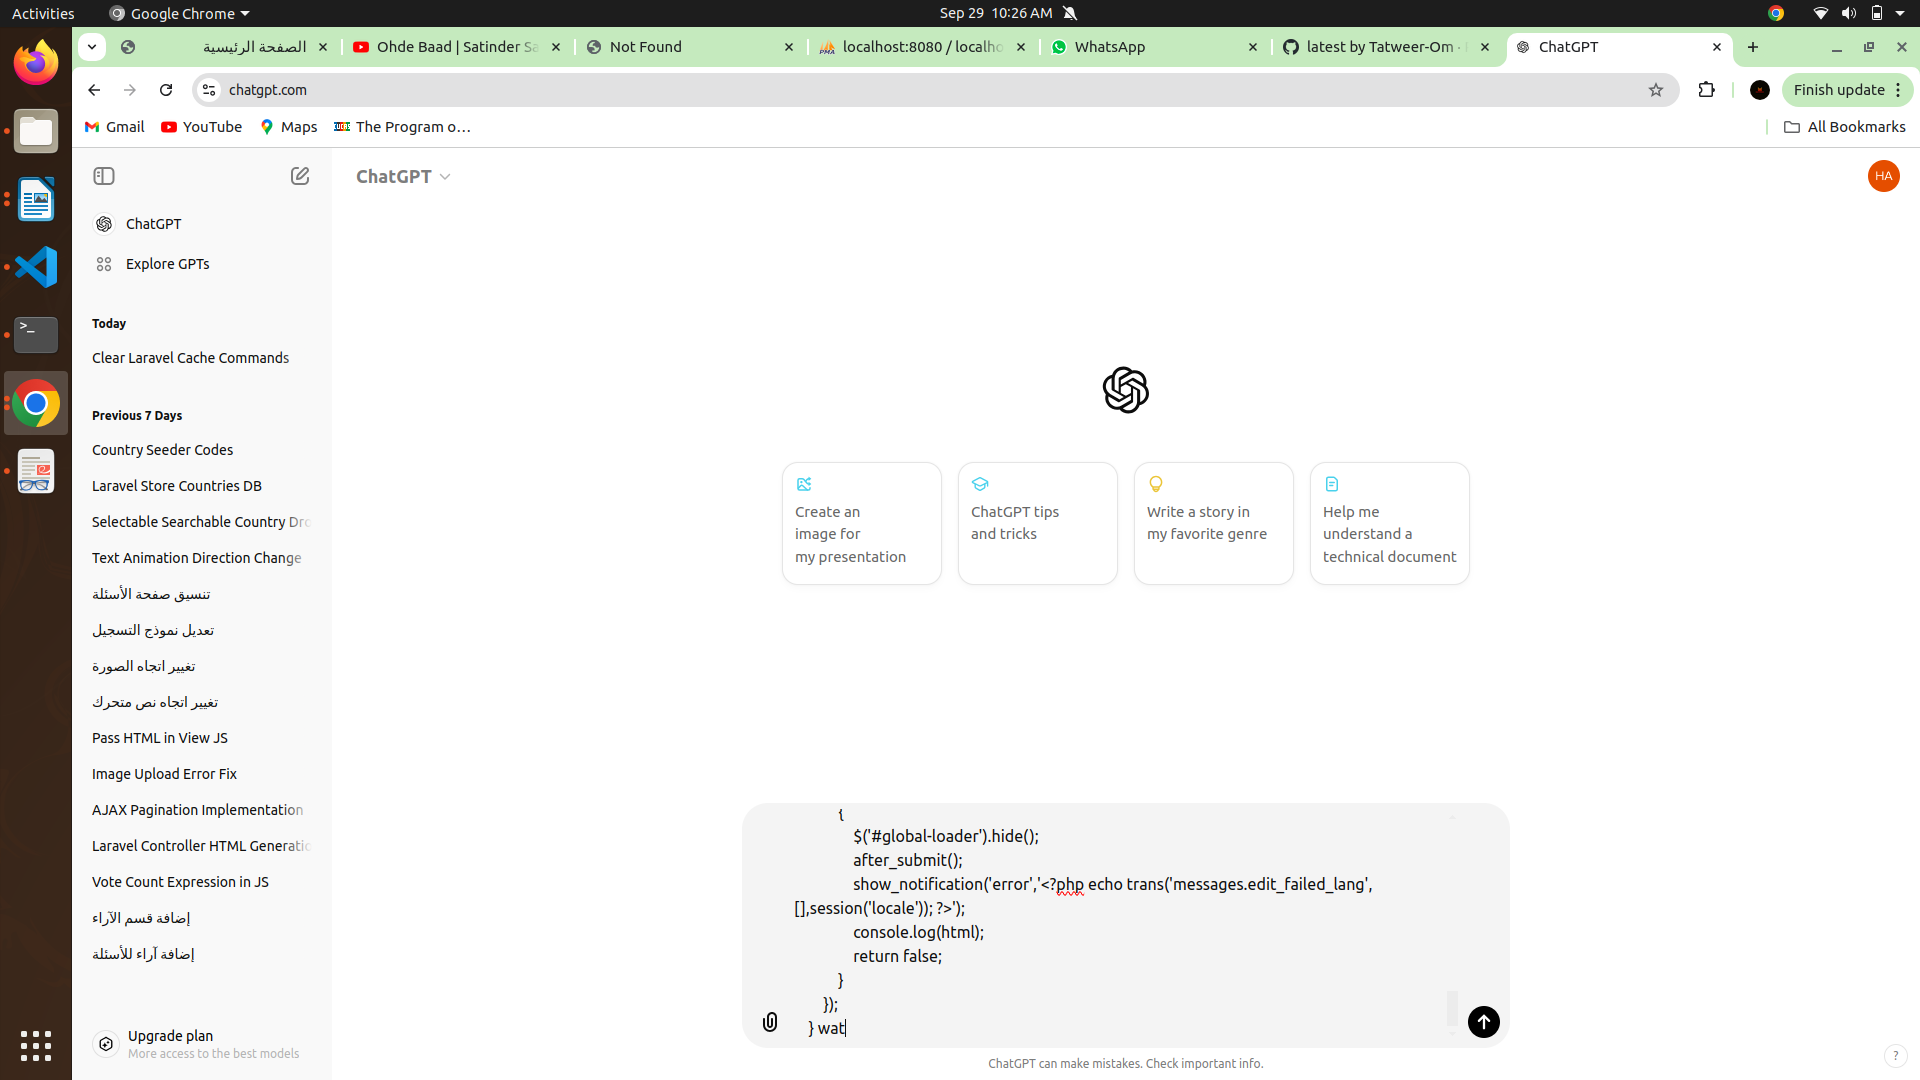 Activities
Google Chrome
Sep 29 10:26 AM
الصفحة الرئيسية
Ohde Baad | Satinder Sa
Not Found
localhost:8080 / localho
WhatsApp
latest by Tatweer-Om ·
ChatGPT
chatgpt.com
Finish update
Gmail
YouTube
Maps
The Program o…
All Bookmarks
ChatGPT
HA
ChatGPT
Explore GPTs
Today
Clear Laravel Cache Commands
Previous 7 Days
Country Seeder Codes
Laravel Store Countries DB
Selectable Searchable Country Dro
Text Animation Direction Change
تنسيق صفحة الأسئلة
تعديل نموذج التسجيل
تغيير اتجاه الصورة
تغيير اتجاه نص متحرك
Pass HTML in View JS
Image Upload Error Fix
AJAX Pagination Implementation
Laravel Controller HTML Generatio
Vote Count Expression in JS
إضافة قسم الآراء
إضافة آراء للأسئلة
Upgrade plan
More access to the best models
Create an
image for
my presentation
ChatGPT tips
and tricks
Write a story in
my favorite genre
Help me
understand a
technical document
{
$('#global-loader').hide();
after_submit();
show_notification('error','<?php echo trans('messages.edit_failed_lang',
[],session('locale')); ?>');
console.log(html);
return false;
}
});
} wat
ChatGPT can make mistakes. Check important info.
?